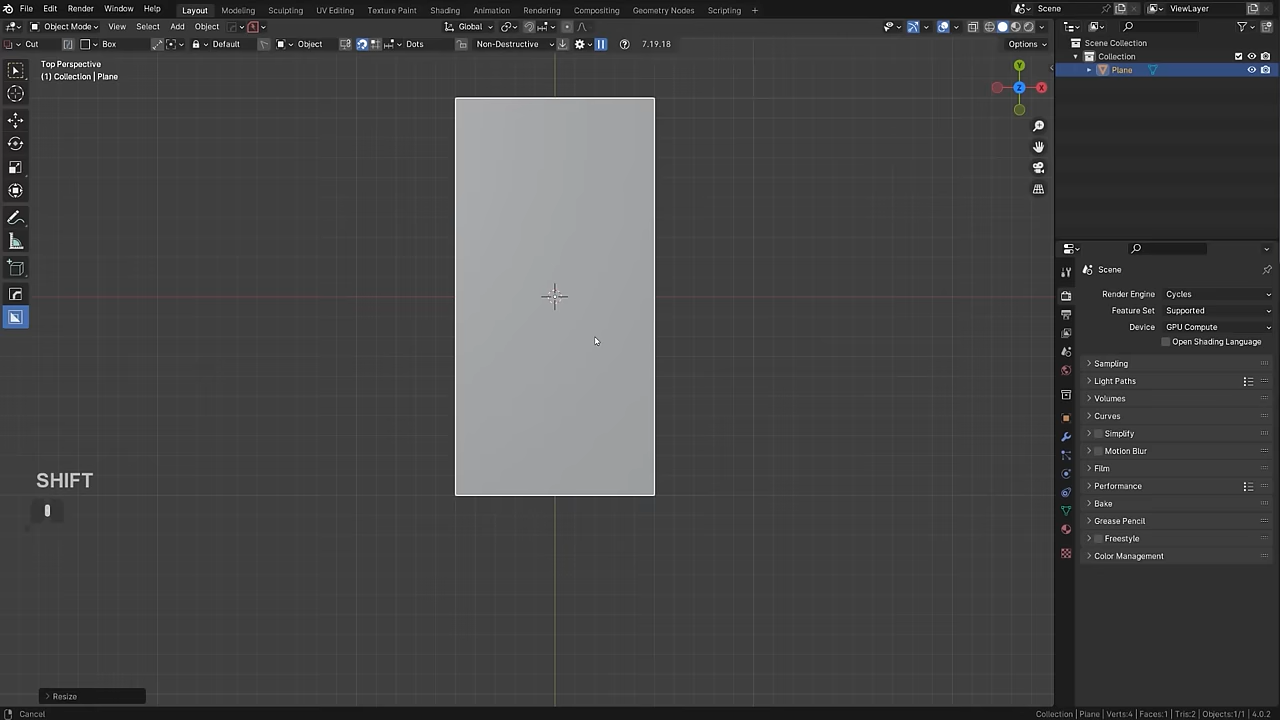 File Edit Render Window Help Layout Modeling Sculpting UV Editing Texture Paint Shading Animation Rendering Compositing Geometry Nodes Scripting + Scene ViewLayer
Object Mode View Select Add Object Global
Cut Box Default Object Dots Non-Destructive 7.19.18 Options
Top Perspective
(1) Collection | Plane
Y
Z
X
Scene Collection
Collection
Plane
Scene
Render Engine Cycles
Feature Set Supported
Device GPU Compute
Open Shading Language
Sampling
Light Paths
Volumes
Curves
Simplify
Motion Blur
Film
Performance
Bake
Grease Pencil
Freestyle
Color Management
SHIFT
Resize
Cancel Collection | Plane | Verts:4 | Faces:1 | Tris:2 | Objects:1/1 | 4.0.2